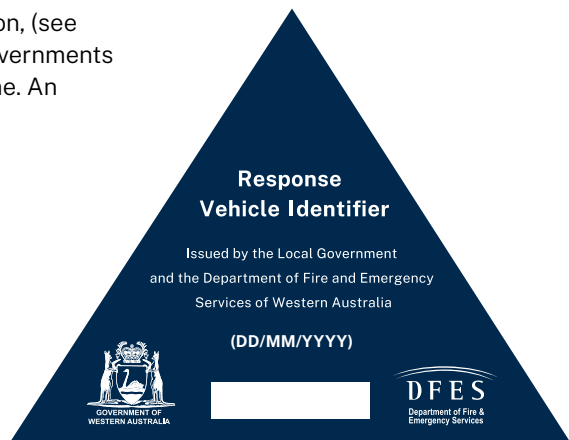 on, (see
vernments
ne. An
Response
Vehicle Identifier
Issued by the Local Government
and the Department of Fire and Emergency
Services of Western Australia
(DD/MM/YYYY)
GOVERNMENT OF
WESTERN AUSTRALIA
DFES
Department of Fire &
Emergency Services